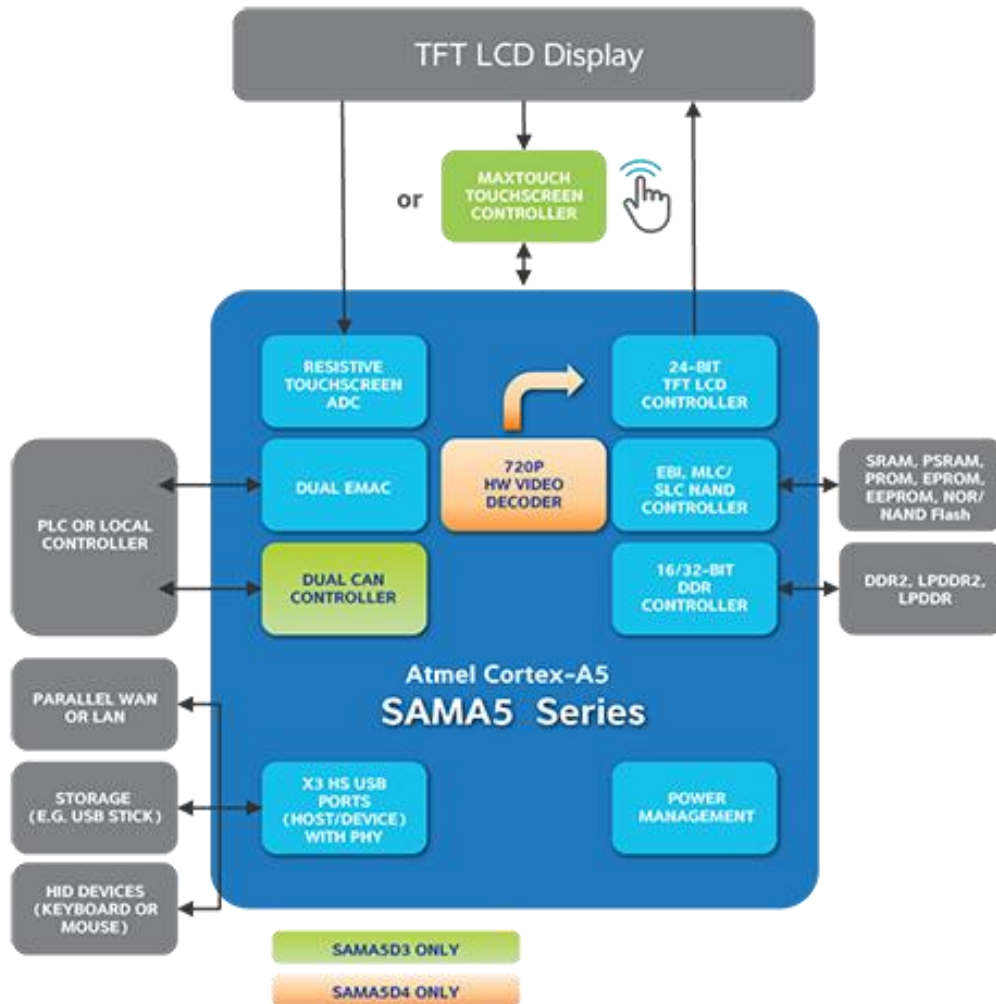 TFT LCD Display
or
MAXTOUCH
TOUCHSCREEN
CONTROLLER
RESISTIVE
TOUCHSCREEN
ADC
24-BIT
TFT LCD
CONTROLLER
PLC OR LOCAL
CONTROLLER
DUAL EMAC
720P
HW VIDEO
DECODER
EBI, MLC/
SLC NAND
CONTROLLER
SRAM, PSRAM,
PROM, EPROM,
EEPROM, NOR/
NAND Flash
DUAL CAN
CONTROLLER
16/32-BIT
DDR
CONTROLLER
DDR2, LPDDR2,
LPDDR
Atmel Cortex-A5
SAMA5 Series
PARALLEL WAN
OR LAN
STORAGE
(E.G. USB STICK)
HID DEVICES
(KEYBOARD OR
MOUSE)
X3 HS USB
PORTS
(HOST/DEVICE)
WITH PHY
POWER
MANAGEMENT
SAMA5D3 ONLY
SAMA5D4 ONLY